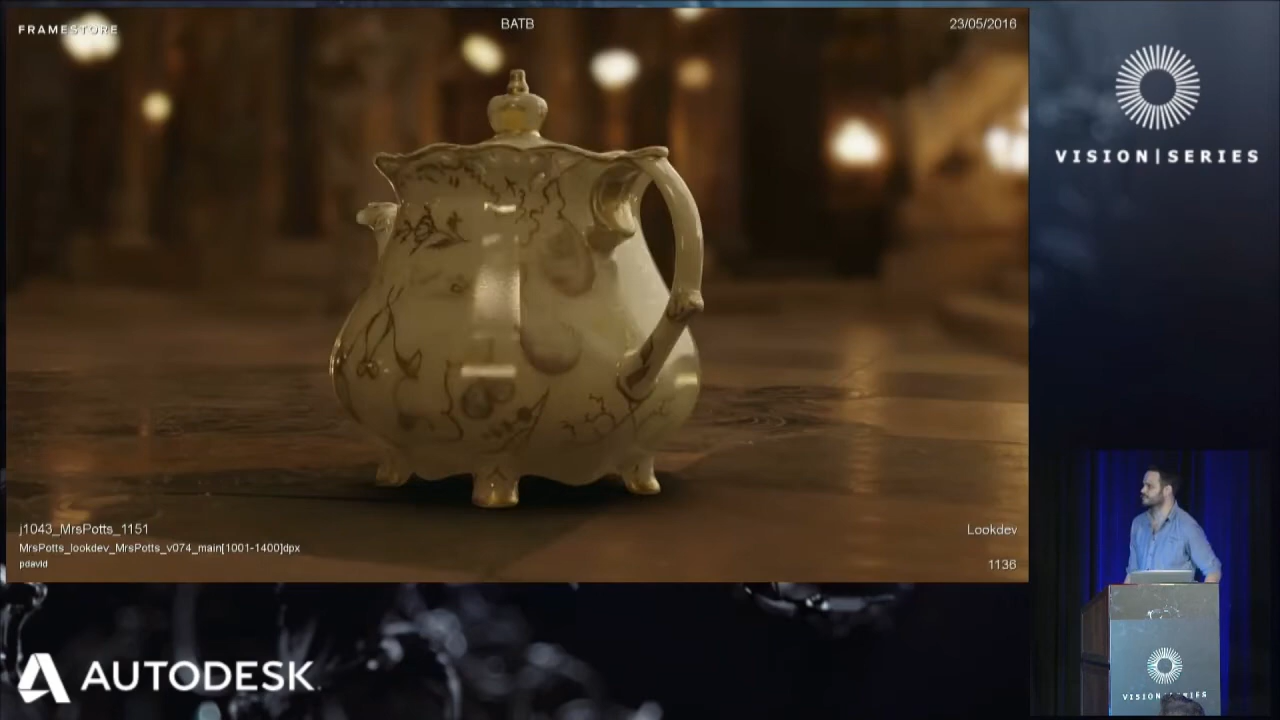 FRAMESTORE
BATB
23/05/2016
VISION|SERIES
j1043_MrsPotts_1151
Lookdev
MrsPotts_lookdev_MrsPotts_v074_main[1001-1400]dpx
pdavid
1136
AUTODESK.
VISION|SERIES